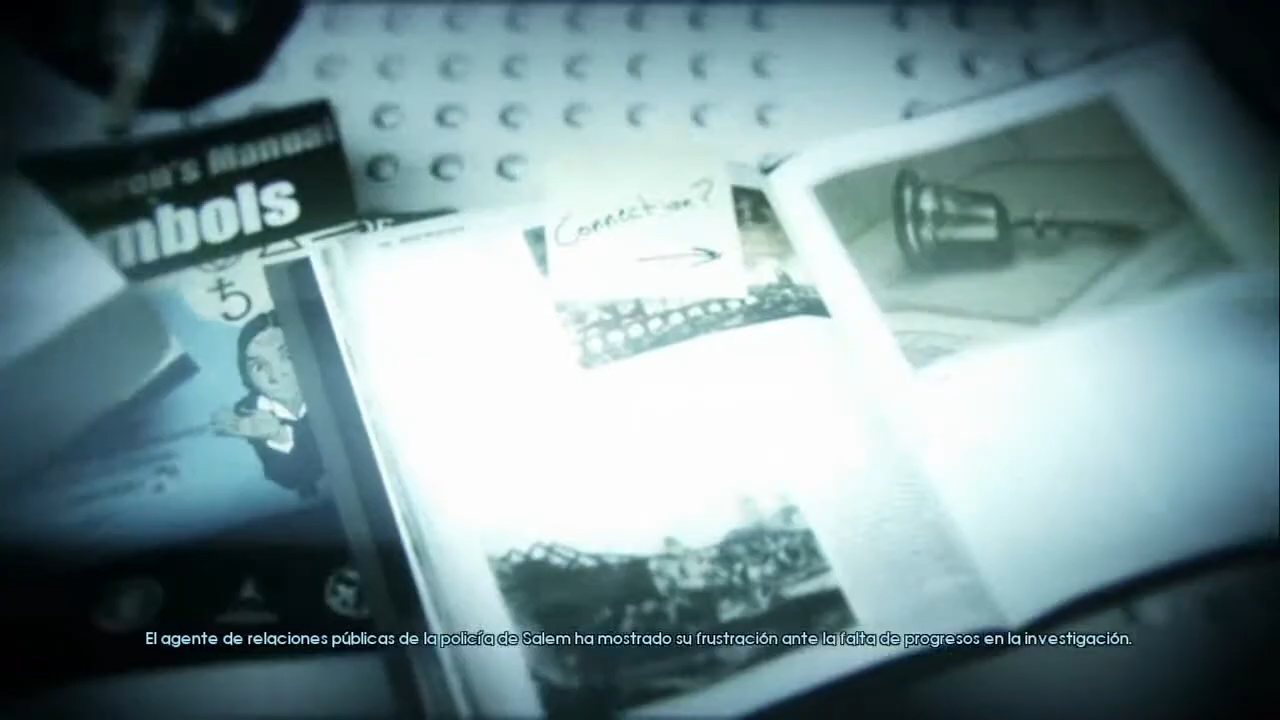 Manual
mbols
Connection?
El agente de relaciones públicas de la policía de Salem ha mostrado su frustración ante la falta de progresos en la investigación.